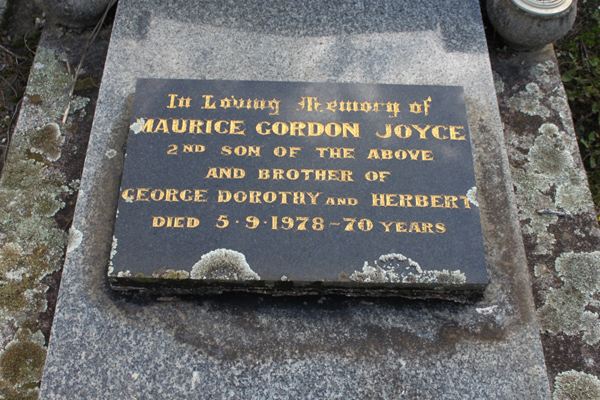 In Loving Memory of
MAURICE GORDON JOYCE
2ND SON OF THE ABOVE
AND BROTHER OF
GEORGE DOROTHY AND HERBERT
DIED 5·9·1978–70 YEARS